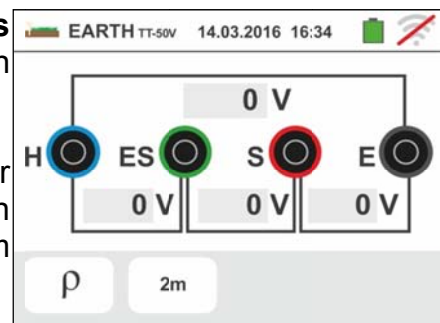 s
EARTH TT-50V 14.03.2016 16:34
n
0 V
H ES S E
r
0 V 0 V 0 V
n
n
ρ 2m